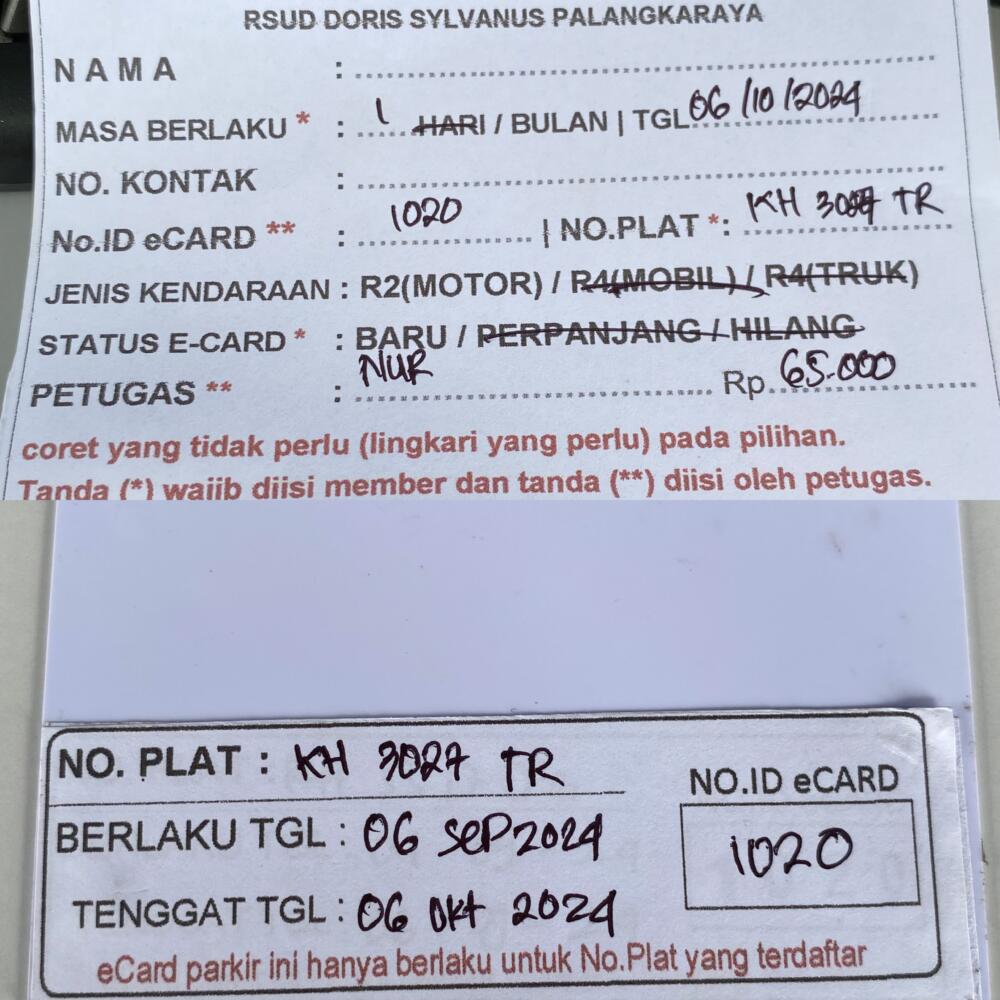 RSUD DORIS SYLVANUS PALANGKARAYA
NAMA :
MASA BERLAKU * : 1 HARI / BULAN | TGL 06/10/2024
NO. KONTAK :
No.ID eCARD ** : 1020 | NO.PLAT *: KH 3027 TR
JENIS KENDARAAN : R2(MOTOR) / R4(MOBIL) / R4(TRUK)
STATUS E-CARD * : BARU / PERPANJANG / HILANG
PETUGAS ** : NUR Rp 65.000
coret yang tidak perlu (lingkari yang perlu) pada pilihan.
Tanda (*) wajib diisi member dan tanda (**) diisi oleh petugas.
NO. PLAT : KH 3027 TR
BERLAKU TGL : 06 SEP 2024
TENGGAT TGL : 06 OKt 2024
NO.ID eCARD
1020
eCard parkir ini hanya berlaku untuk No.Plat yang terdaftar